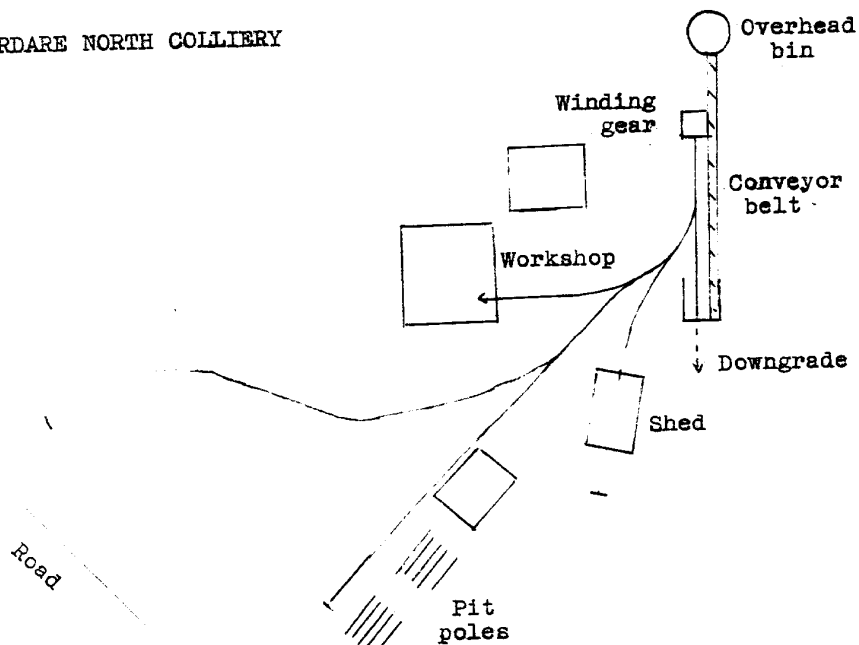 RDARE NORTH COLLIERY
Overhead
bin
Winding
gear
Conveyor
belt
Workshop
Downgrade
Shed
Road
Pit
poles